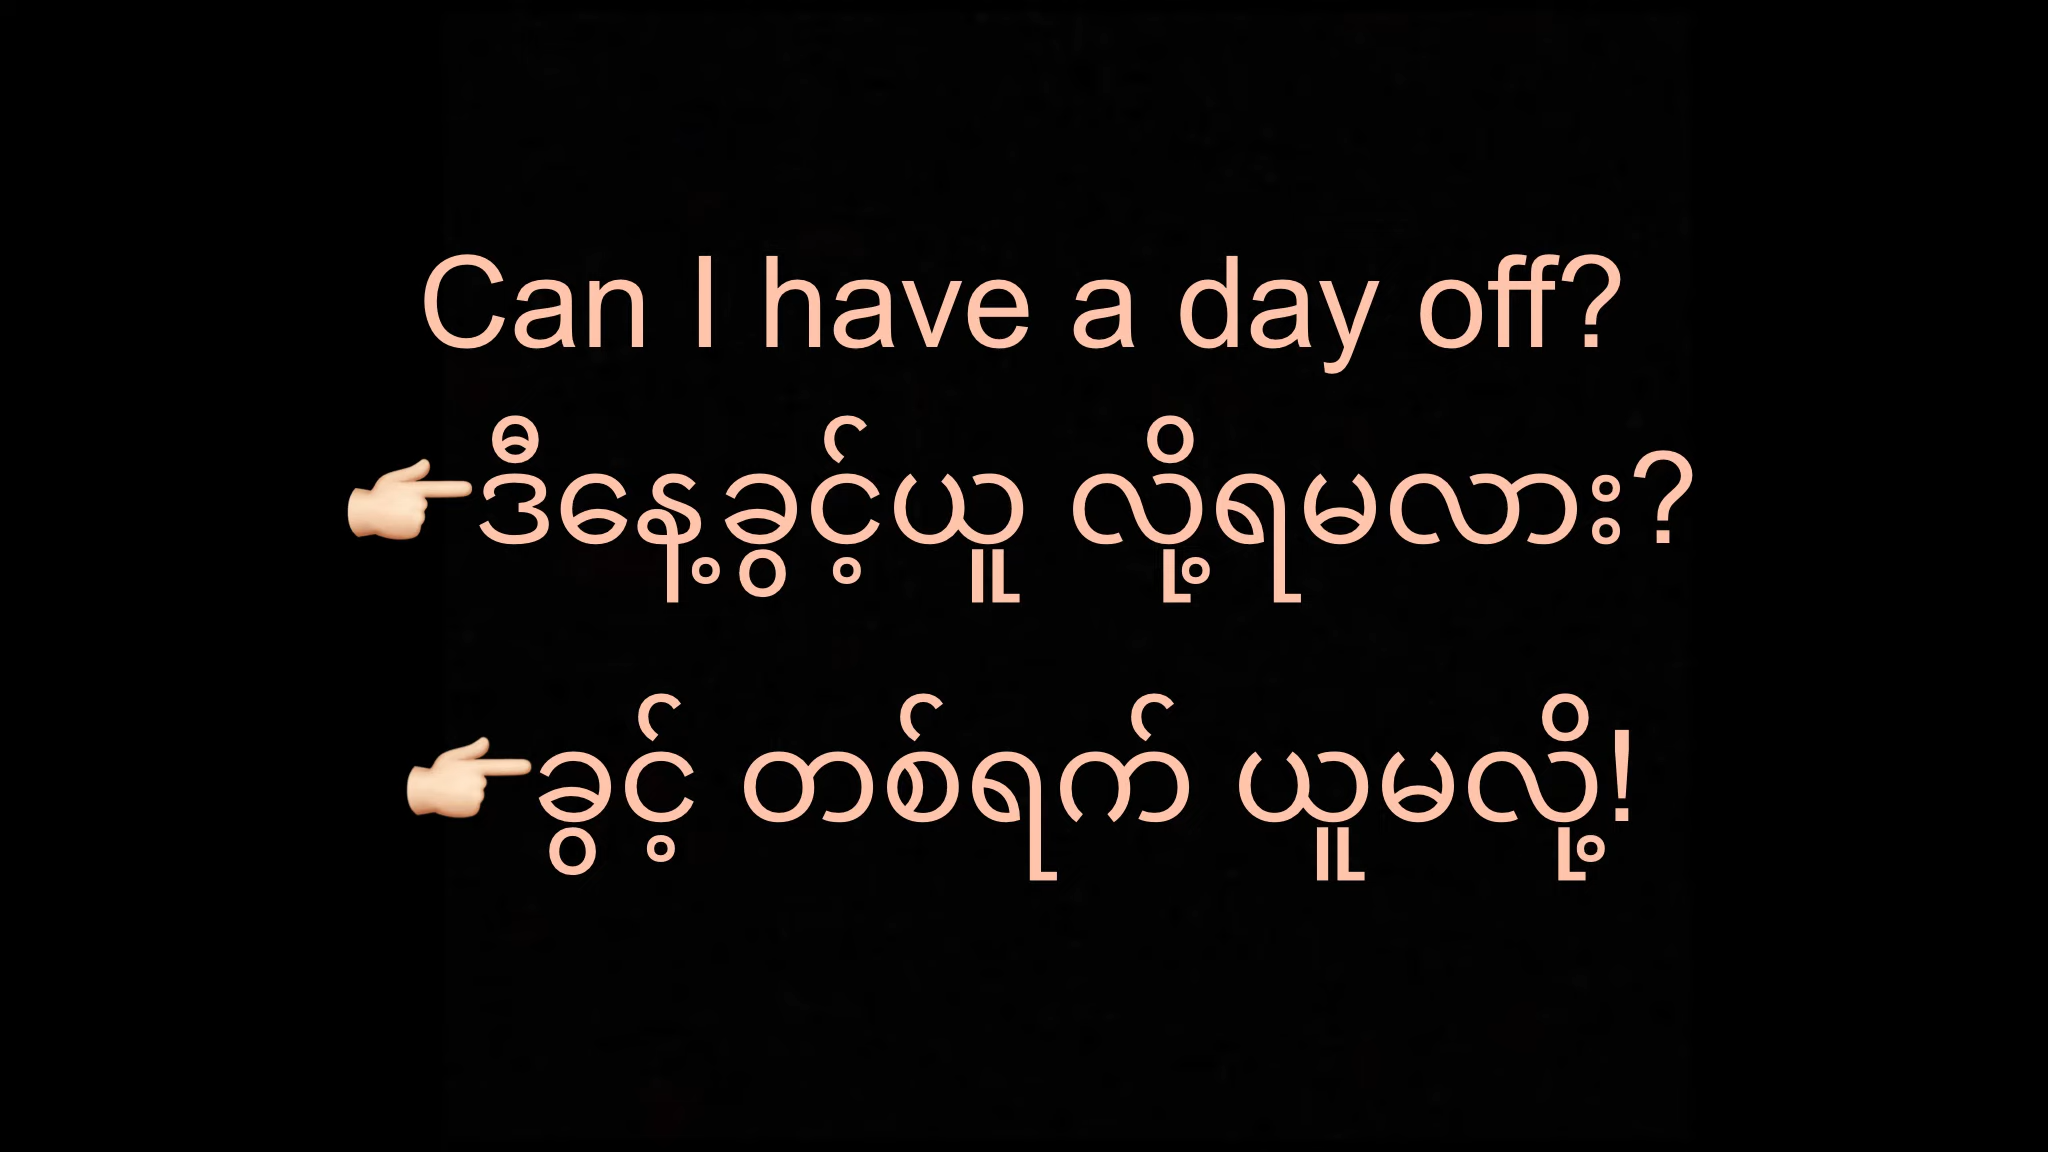 Can I have a day off?
👉🏻ဒီနေ့ခွင့်ယူ လို့ရမလား?
👉🏻ခွင့် တစ်ရက် ယူမလို့!